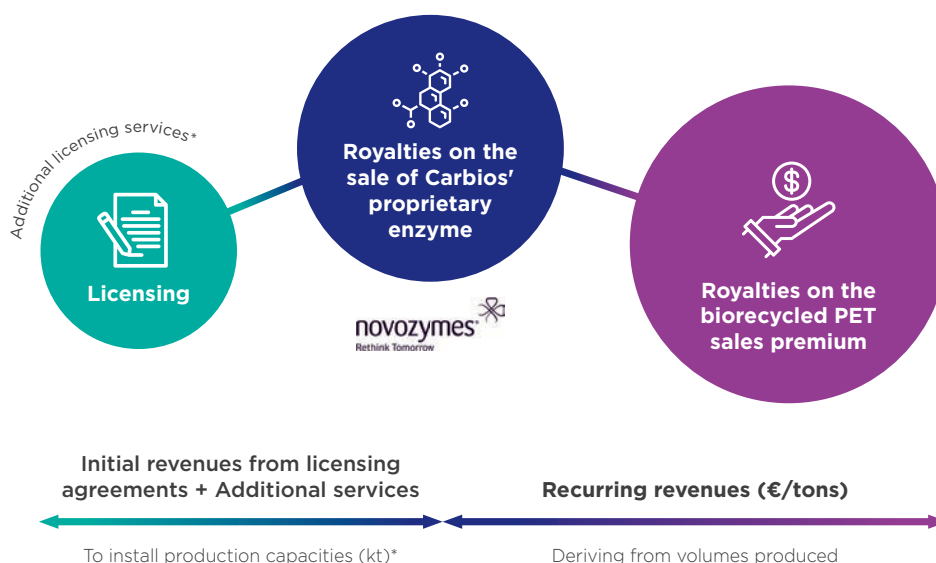 Additional licensing services*
Licensing
Royalties on the
sale of Carbios'
proprietary
enzyme
novozymes
Rethink Tomorrow
$
Royalties on the
biorecycled PET
sales premium
Initial revenues from licensing
agreements + Additional services
To install production capacities (kt)*
Recurring revenues (€/tons)
Deriving from volumes produced